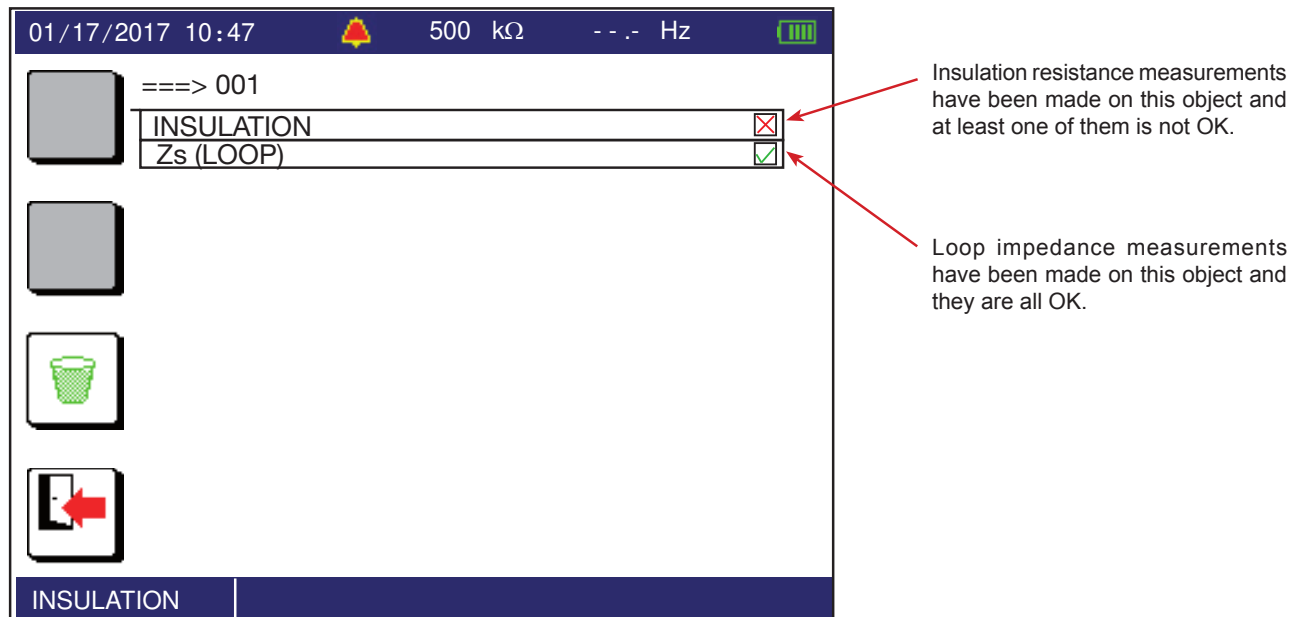 01/17/2017 10:47 500 kΩ - - .- Hz
===> 001
INSULATION
Zs (LOOP)
INSULATION
Insulation resistance measurements
have been made on this object and
at least one of them is not OK.
Loop impedance measurements
have been made on this object and
they are all OK.